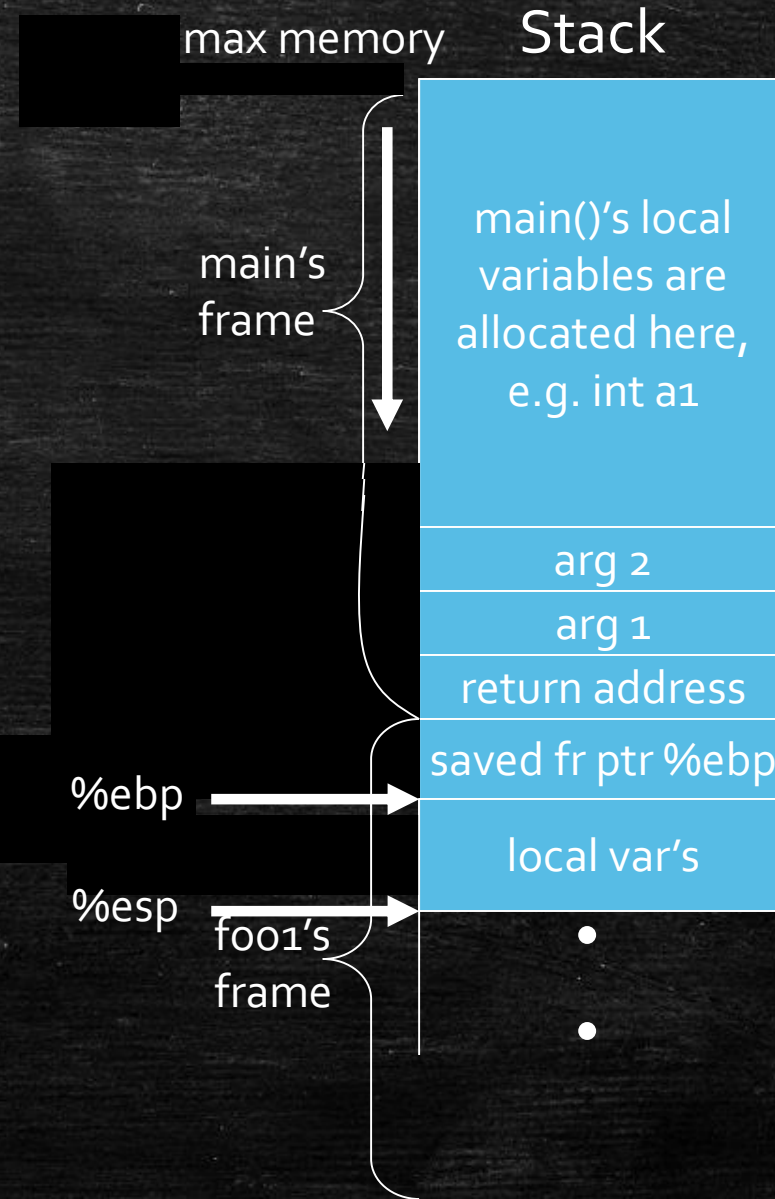 max memory
Stack
main()’s local
variables are
allocated here,
e.g. int a1
main’s
frame
arg 2
arg 1
return address
saved fr ptr %ebp
%ebp
local var’s
%esp
foo1’s
frame